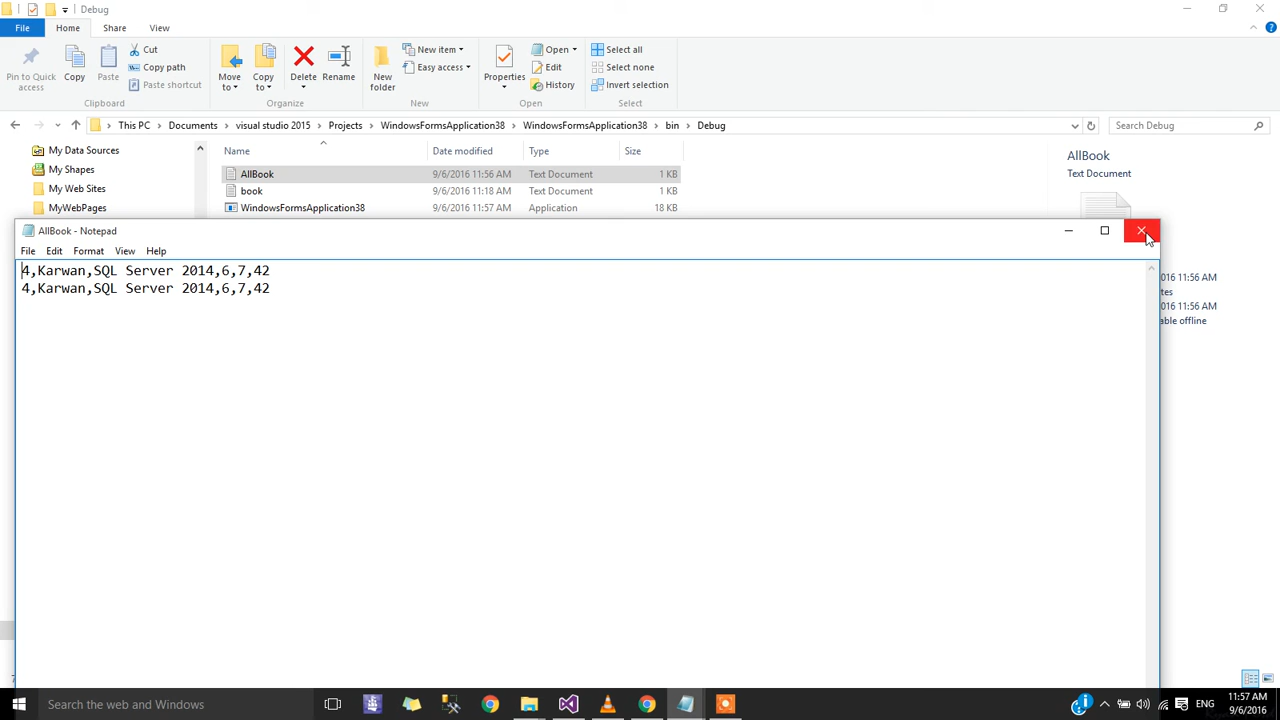 Debug
File Home Share View
Pin to Quick access
Copy
Paste
Cut
Copy path
Paste shortcut
Clipboard
Move to
Copy to
Delete
Rename
Organize
New folder
New item
Easy access
New
Properties
Open
Edit
History
Open
Select all
Select none
Invert selection
Select
This PC > Documents > visual studio 2015 > Projects > WindowsFormsApplication38 > WindowsFormsApplication38 > bin > Debug
Search Debug
My Data Sources
My Shapes
My Web Sites
MyWebPages
Name Date modified Type Size
AllBook 9/6/2016 11:56 AM Text Document 1 KB
book 9/6/2016 11:18 AM Text Document 1 KB
WindowsFormsApplication38 9/6/2016 11:57 AM Application 18 KB
AllBook
Text Document
AllBook - Notepad
File Edit Format View Help
4,Karwan,SQL Server 2014,6,7,42
4,Karwan,SQL Server 2014,6,7,42
016 11:56 AM
tes
016 11:56 AM
able offline
Search the web and Windows
ENG
11:57 AM
9/6/2016